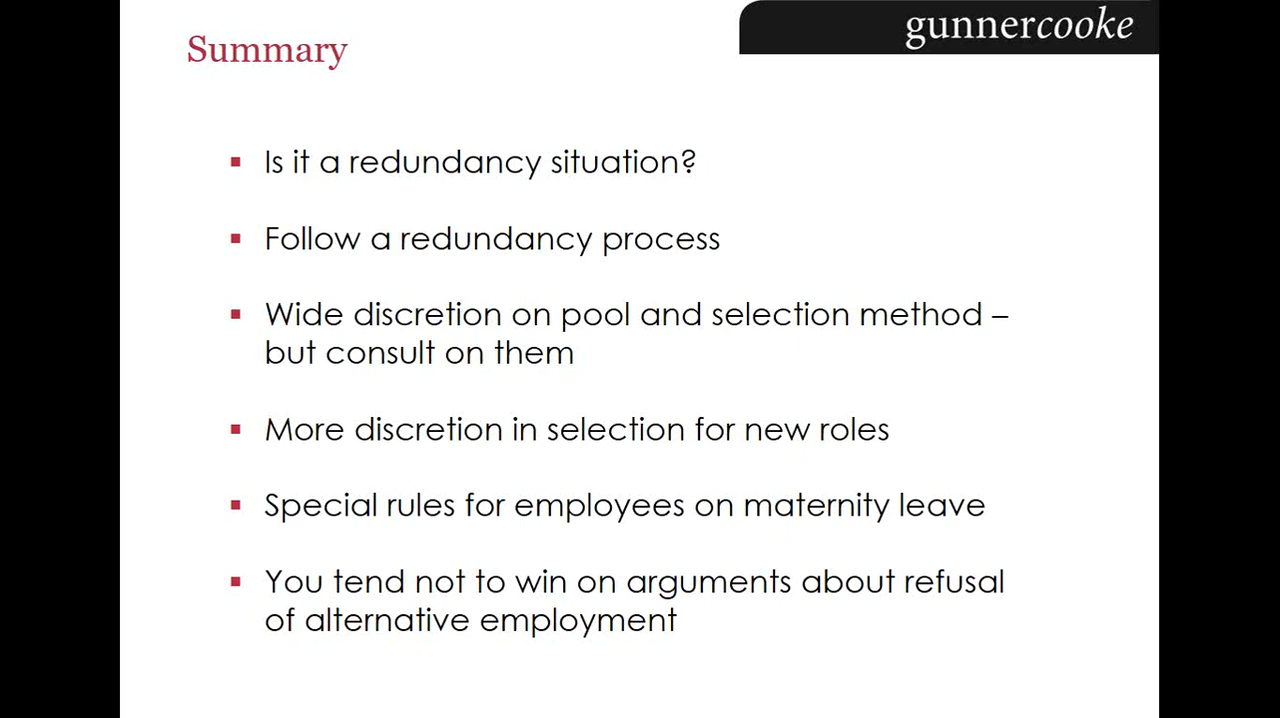 Summary
gunnercooke
▪ Is it a redundancy situation?
▪ Follow a redundancy process
▪ Wide discretion on pool and selection method –
but consult on them
▪ More discretion in selection for new roles
▪ Special rules for employees on maternity leave
▪ You tend not to win on arguments about refusal
of alternative employment